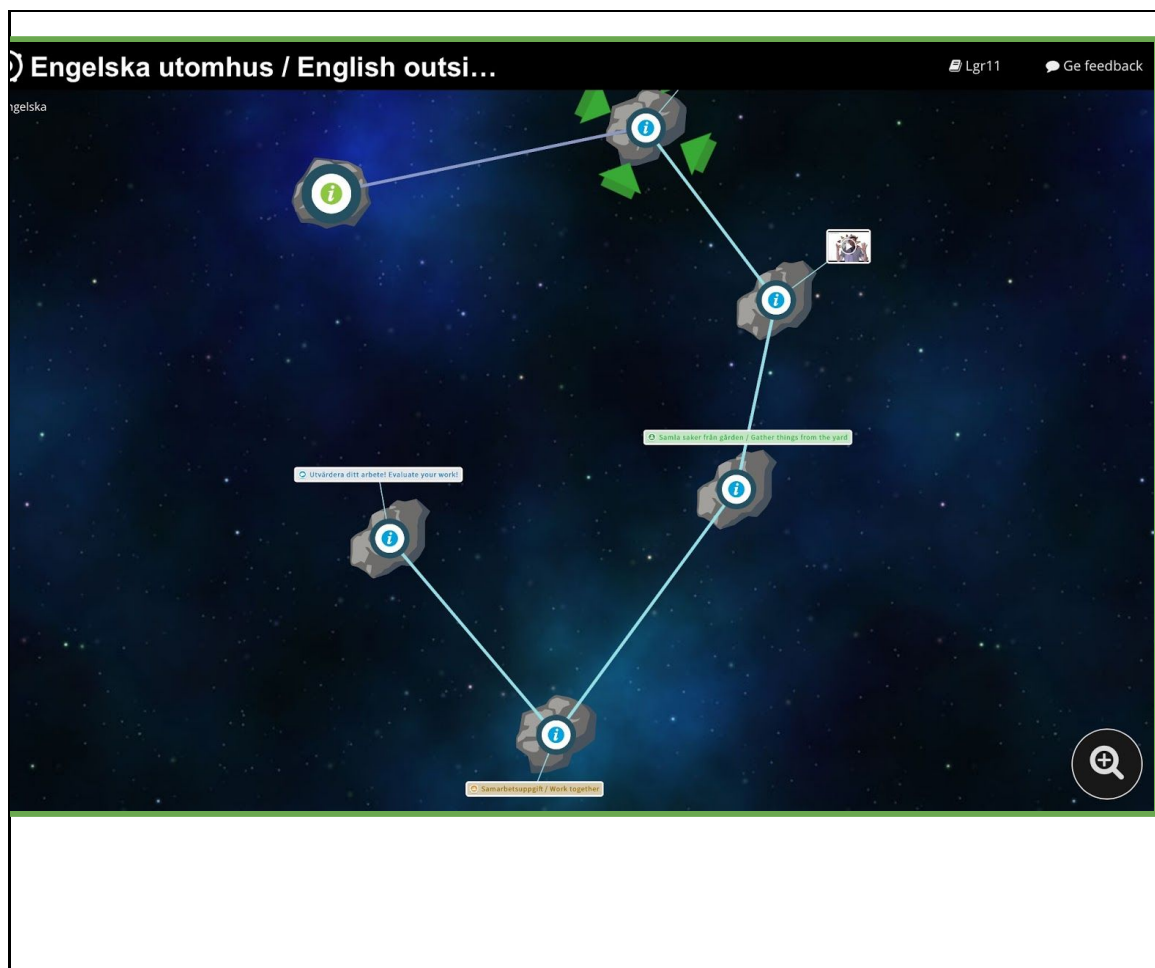 Engelska utomhus / English outsi...
Lgr11
Ge feedback
ngelska
Samla saker från gården / Gather things from the yard
Utvärdera ditt arbete! Evaluate your work!
Samarbetsuppgift / Work together